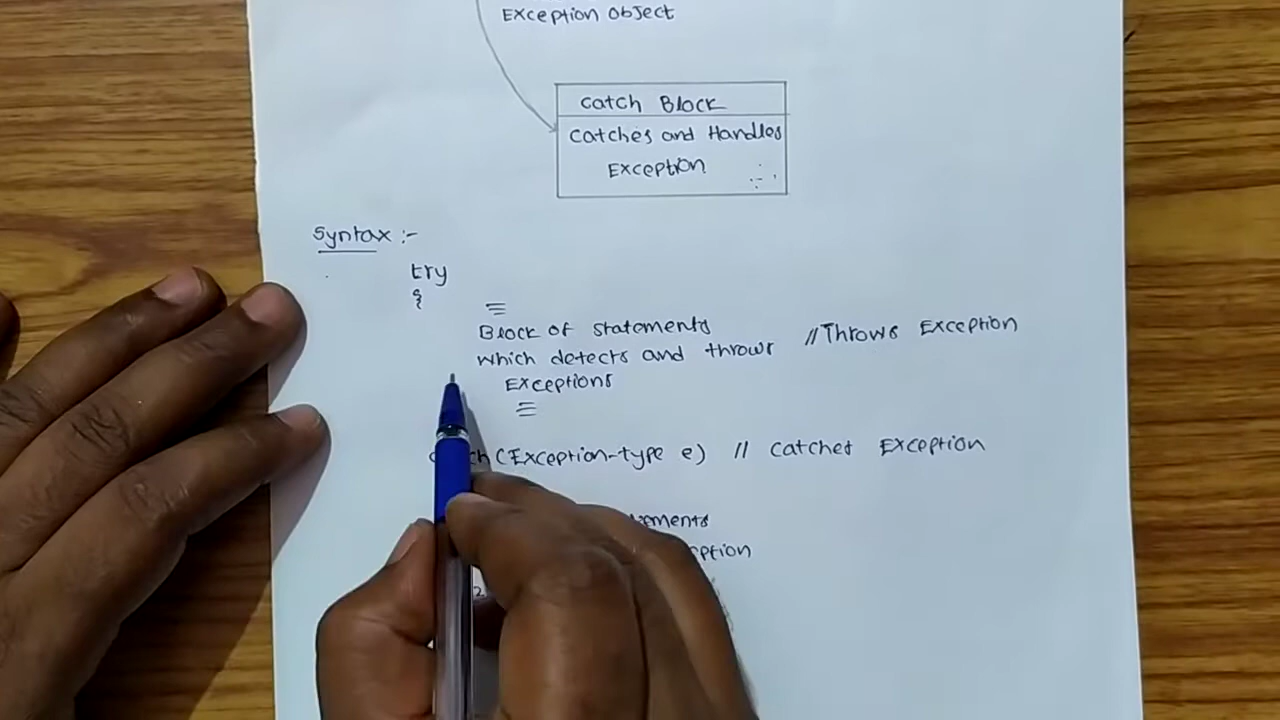 Exception Object
Catch Block
Catches and Handles
Exception
Syntax :-
try
{
Block of statements
which detects and throws //Throws Exception
Exceptions
(Exception-type e) // Catches Exception